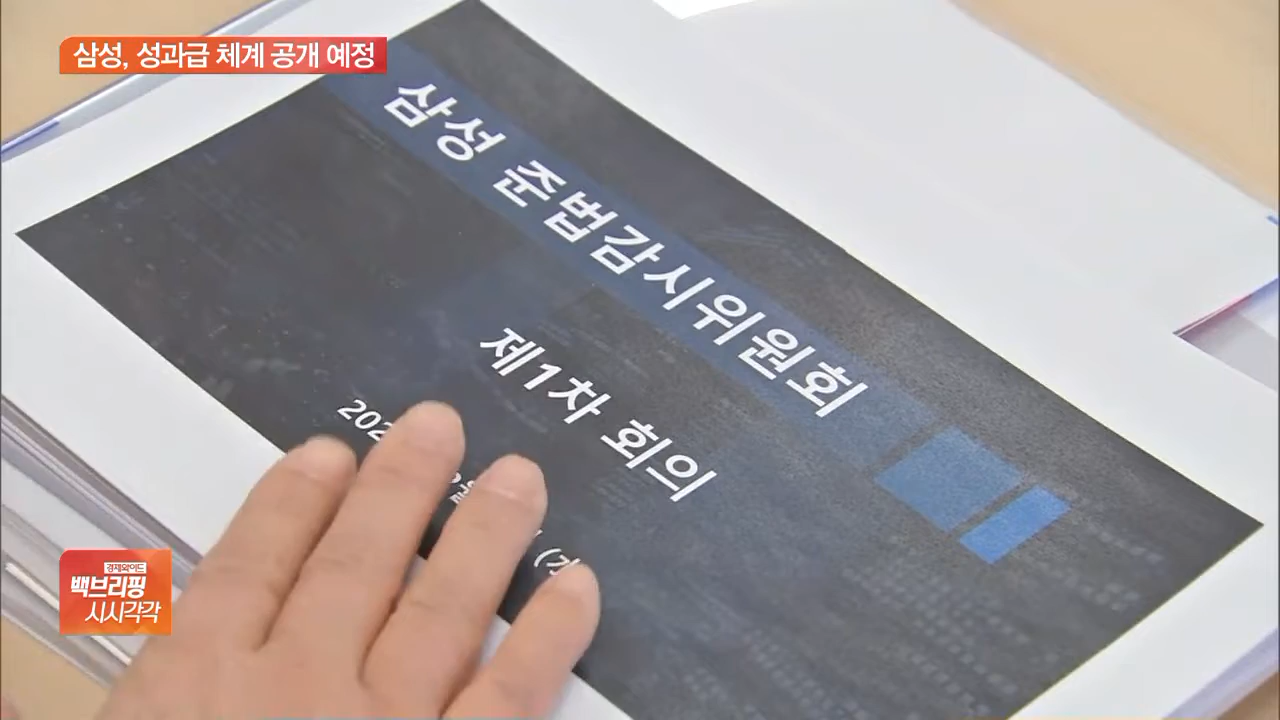 삼성, 성과급 체계 공개 예정
삼성 준법감시위원회
제1차 회의
경제와이드
백브리핑
시시각각